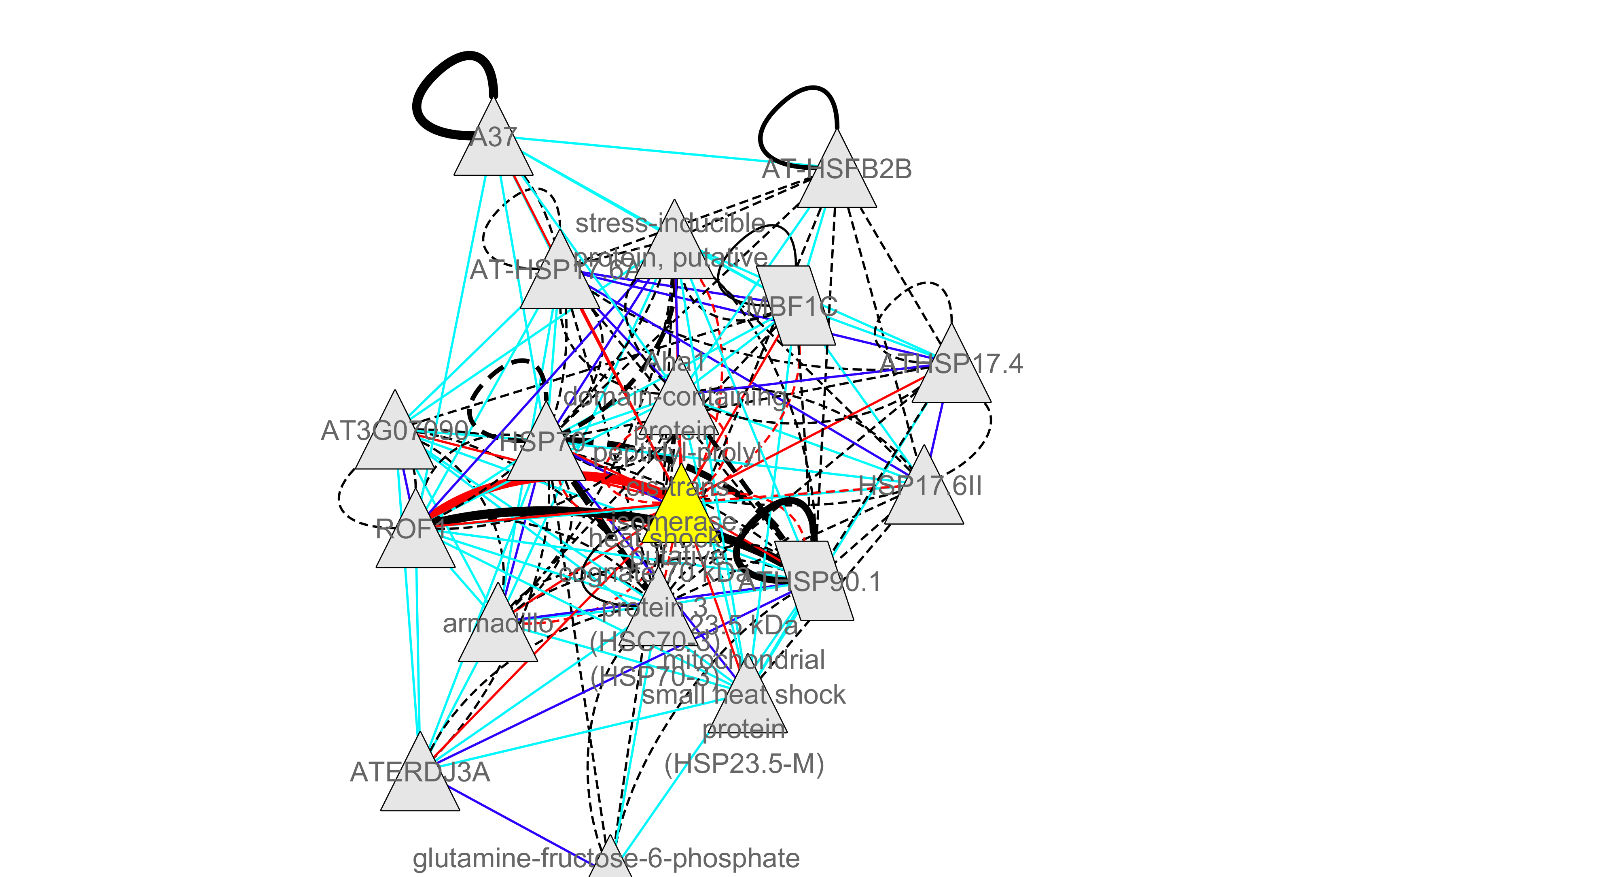 A37
AT-HSFB2B
stress-inducible
protein, putative
AT-HSP17.6A
MBF1C
Aha1
domain-containing
protein
ATHSP17.4
AT3G07090
HSP70
peptidyl-prolyl
cis-trans
isomerase,
putative
HSP17.6II
ROF1
heat shock
cognate 70 kDa
protein 3
(HSC70-3)
(HSP70-3)
ATHSP90.1
armadillo
23.5 kDa
mitochondrial
small heat shock
protein
(HSP23.5-M)
ATERDJ3A
glutamine-fructose-6-phosphate